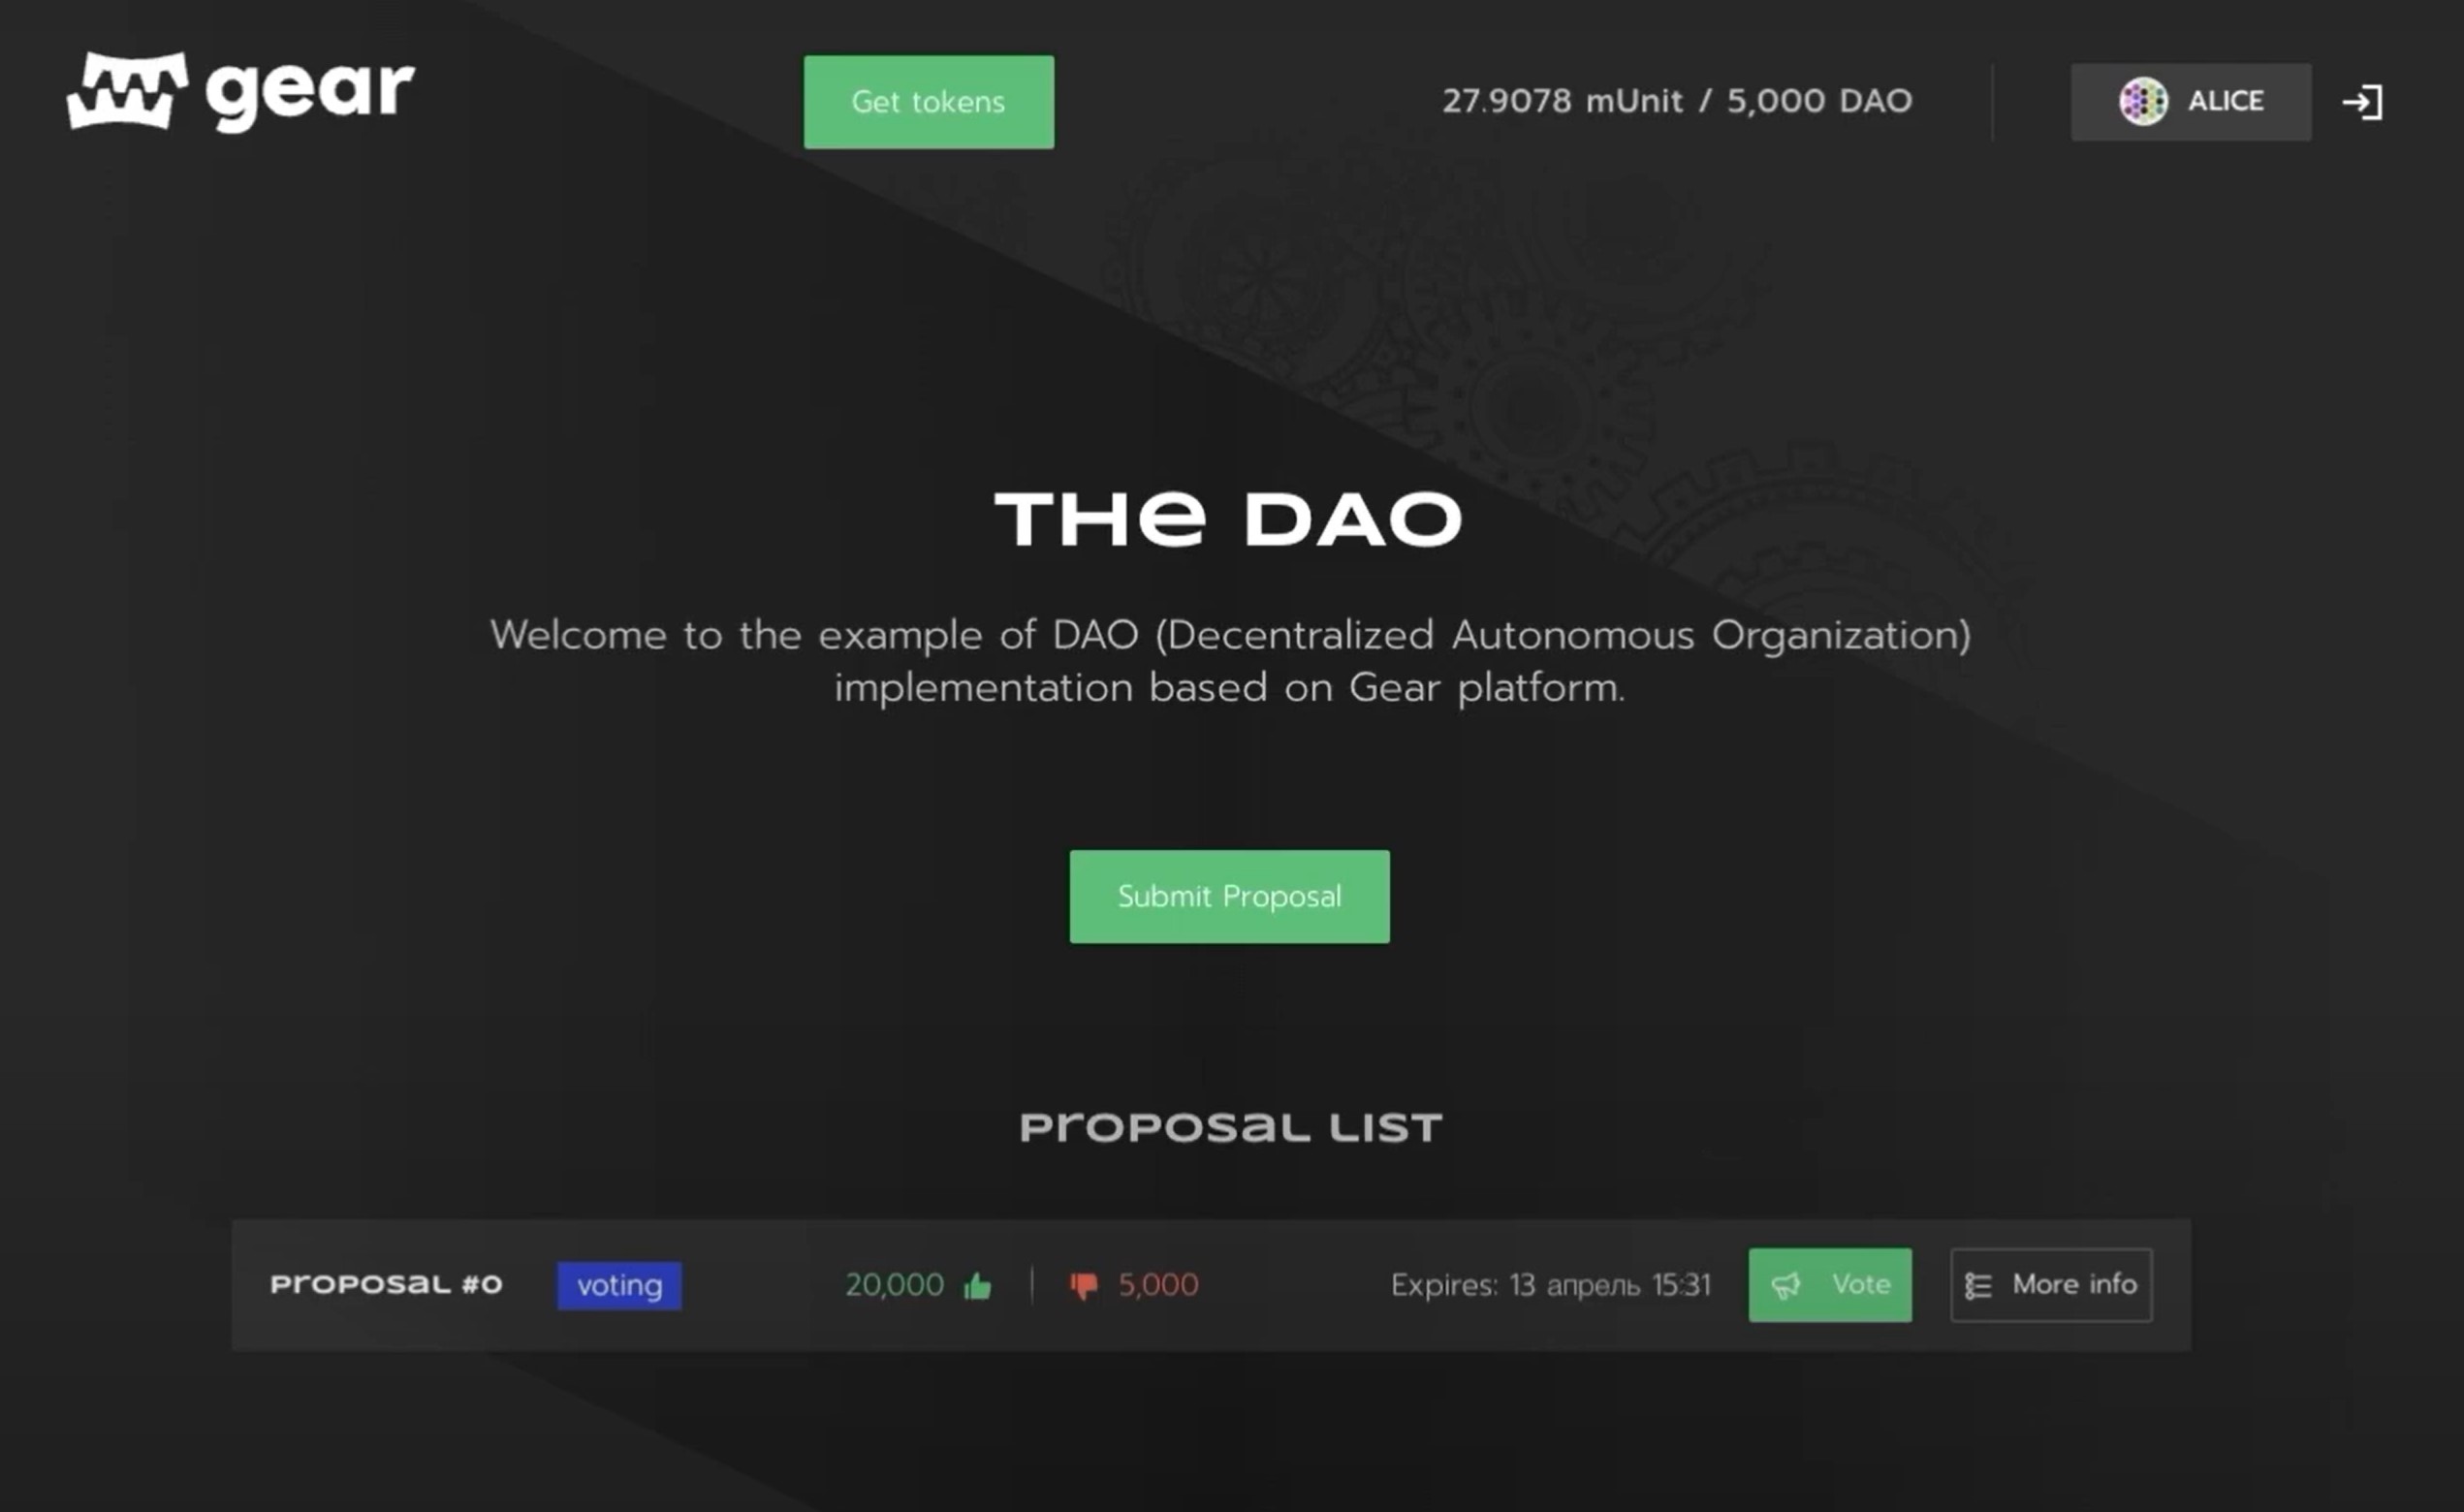 gear
Get tokens
27.9078 mUnit / 5,000 DAO
ALICE
THe DAO
Welcome to the example of DAO (Decentralized Autonomous Organization)
implementation based on Gear platform.
Submit Proposal
PrOPOSaL LIST
PrOPOSaL #0 voting 20,000 5,000 Expires: 13 апрель 15:31 Vote More info